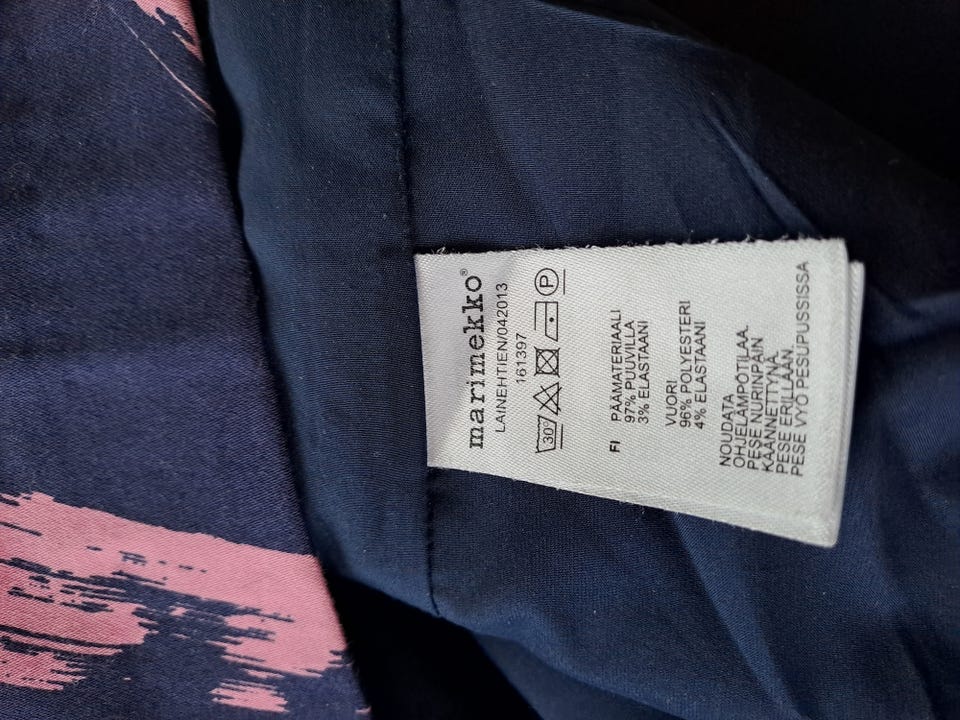 marimekko®
LAINEHTIEN/042013
161397
30° P
FI PÄÄMATERIAALI
97% PUUVILLA
3% ELASTAANI
VUORI
96% POLYESTERI
4% ELASTAANI
NOUDATA
OHJELÄMPÖTILAA.
PESE NURINPÄIN
KÄÄNNETTYNÄ.
PESE ERILLÄÄN
PESE VYÖ PESUPUSSISSA